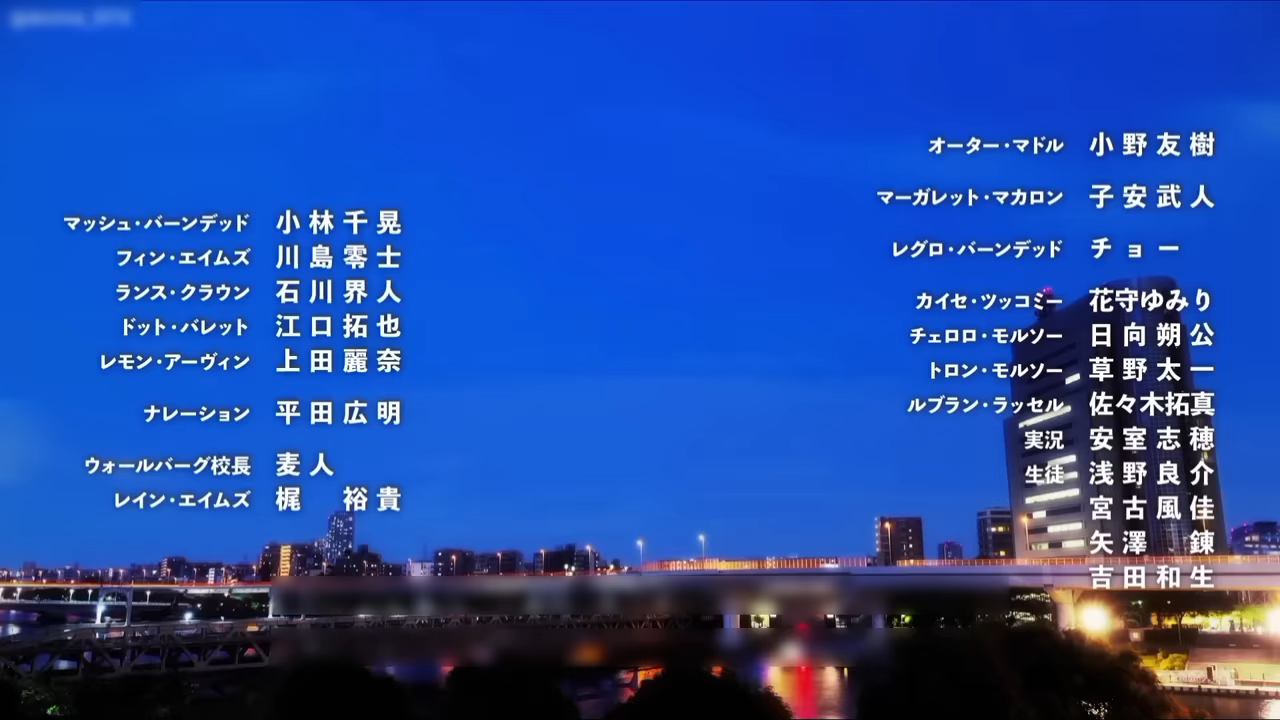 マッシュ・バーンデッド 小林千晃
フィン・エイムズ 川島零士
ランス・クラウン 石川界人
ドット・バレット 江口拓也
レモン・アーヴィン 上田麗奈
ナレーション 平田広明
ウォールバーグ校長 麦人
レイン・エイムズ 梶 裕貴
オーター・マドル 小野友樹
マーガレット・マカロン 子安武人
レグロ・バーンデッド チョー
カイセ・ツッコミー 花守ゆみり
チェロロ・モルソー 日向朔公
トロン・モルソー 草野太一
ルブラン・ラッセル 佐々木拓真
実況 安室志穂
生徒 浅野良介
宮古風佳
矢澤 錬
吉田和生